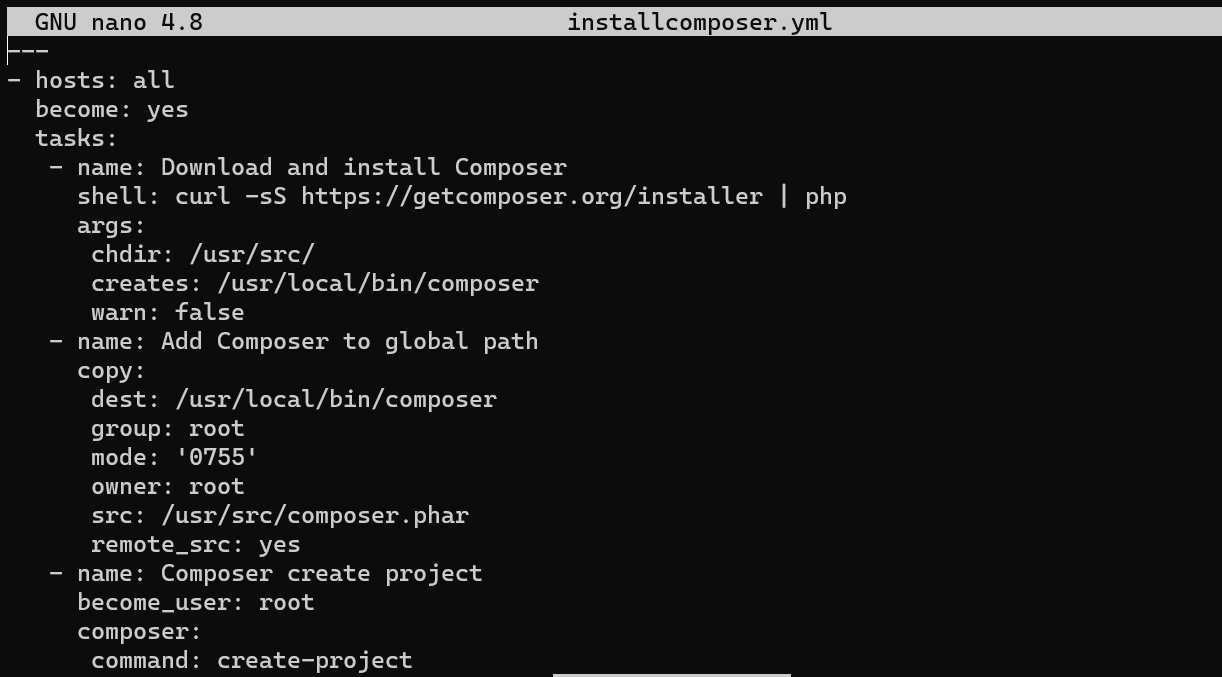 GNU nano 4.8 installcomposer.yml
---
- hosts: all
  become: yes
  tasks:
   - name: Download and install Composer
     shell: curl -sS https://getcomposer.org/installer | php
     args:
      chdir: /usr/src/
      creates: /usr/local/bin/composer
      warn: false
   - name: Add Composer to global path
     copy:
      dest: /usr/local/bin/composer
      group: root
      mode: '0755'
      owner: root
      src: /usr/src/composer.phar
      remote_src: yes
   - name: Composer create project
     become_user: root
     composer:
      command: create-project